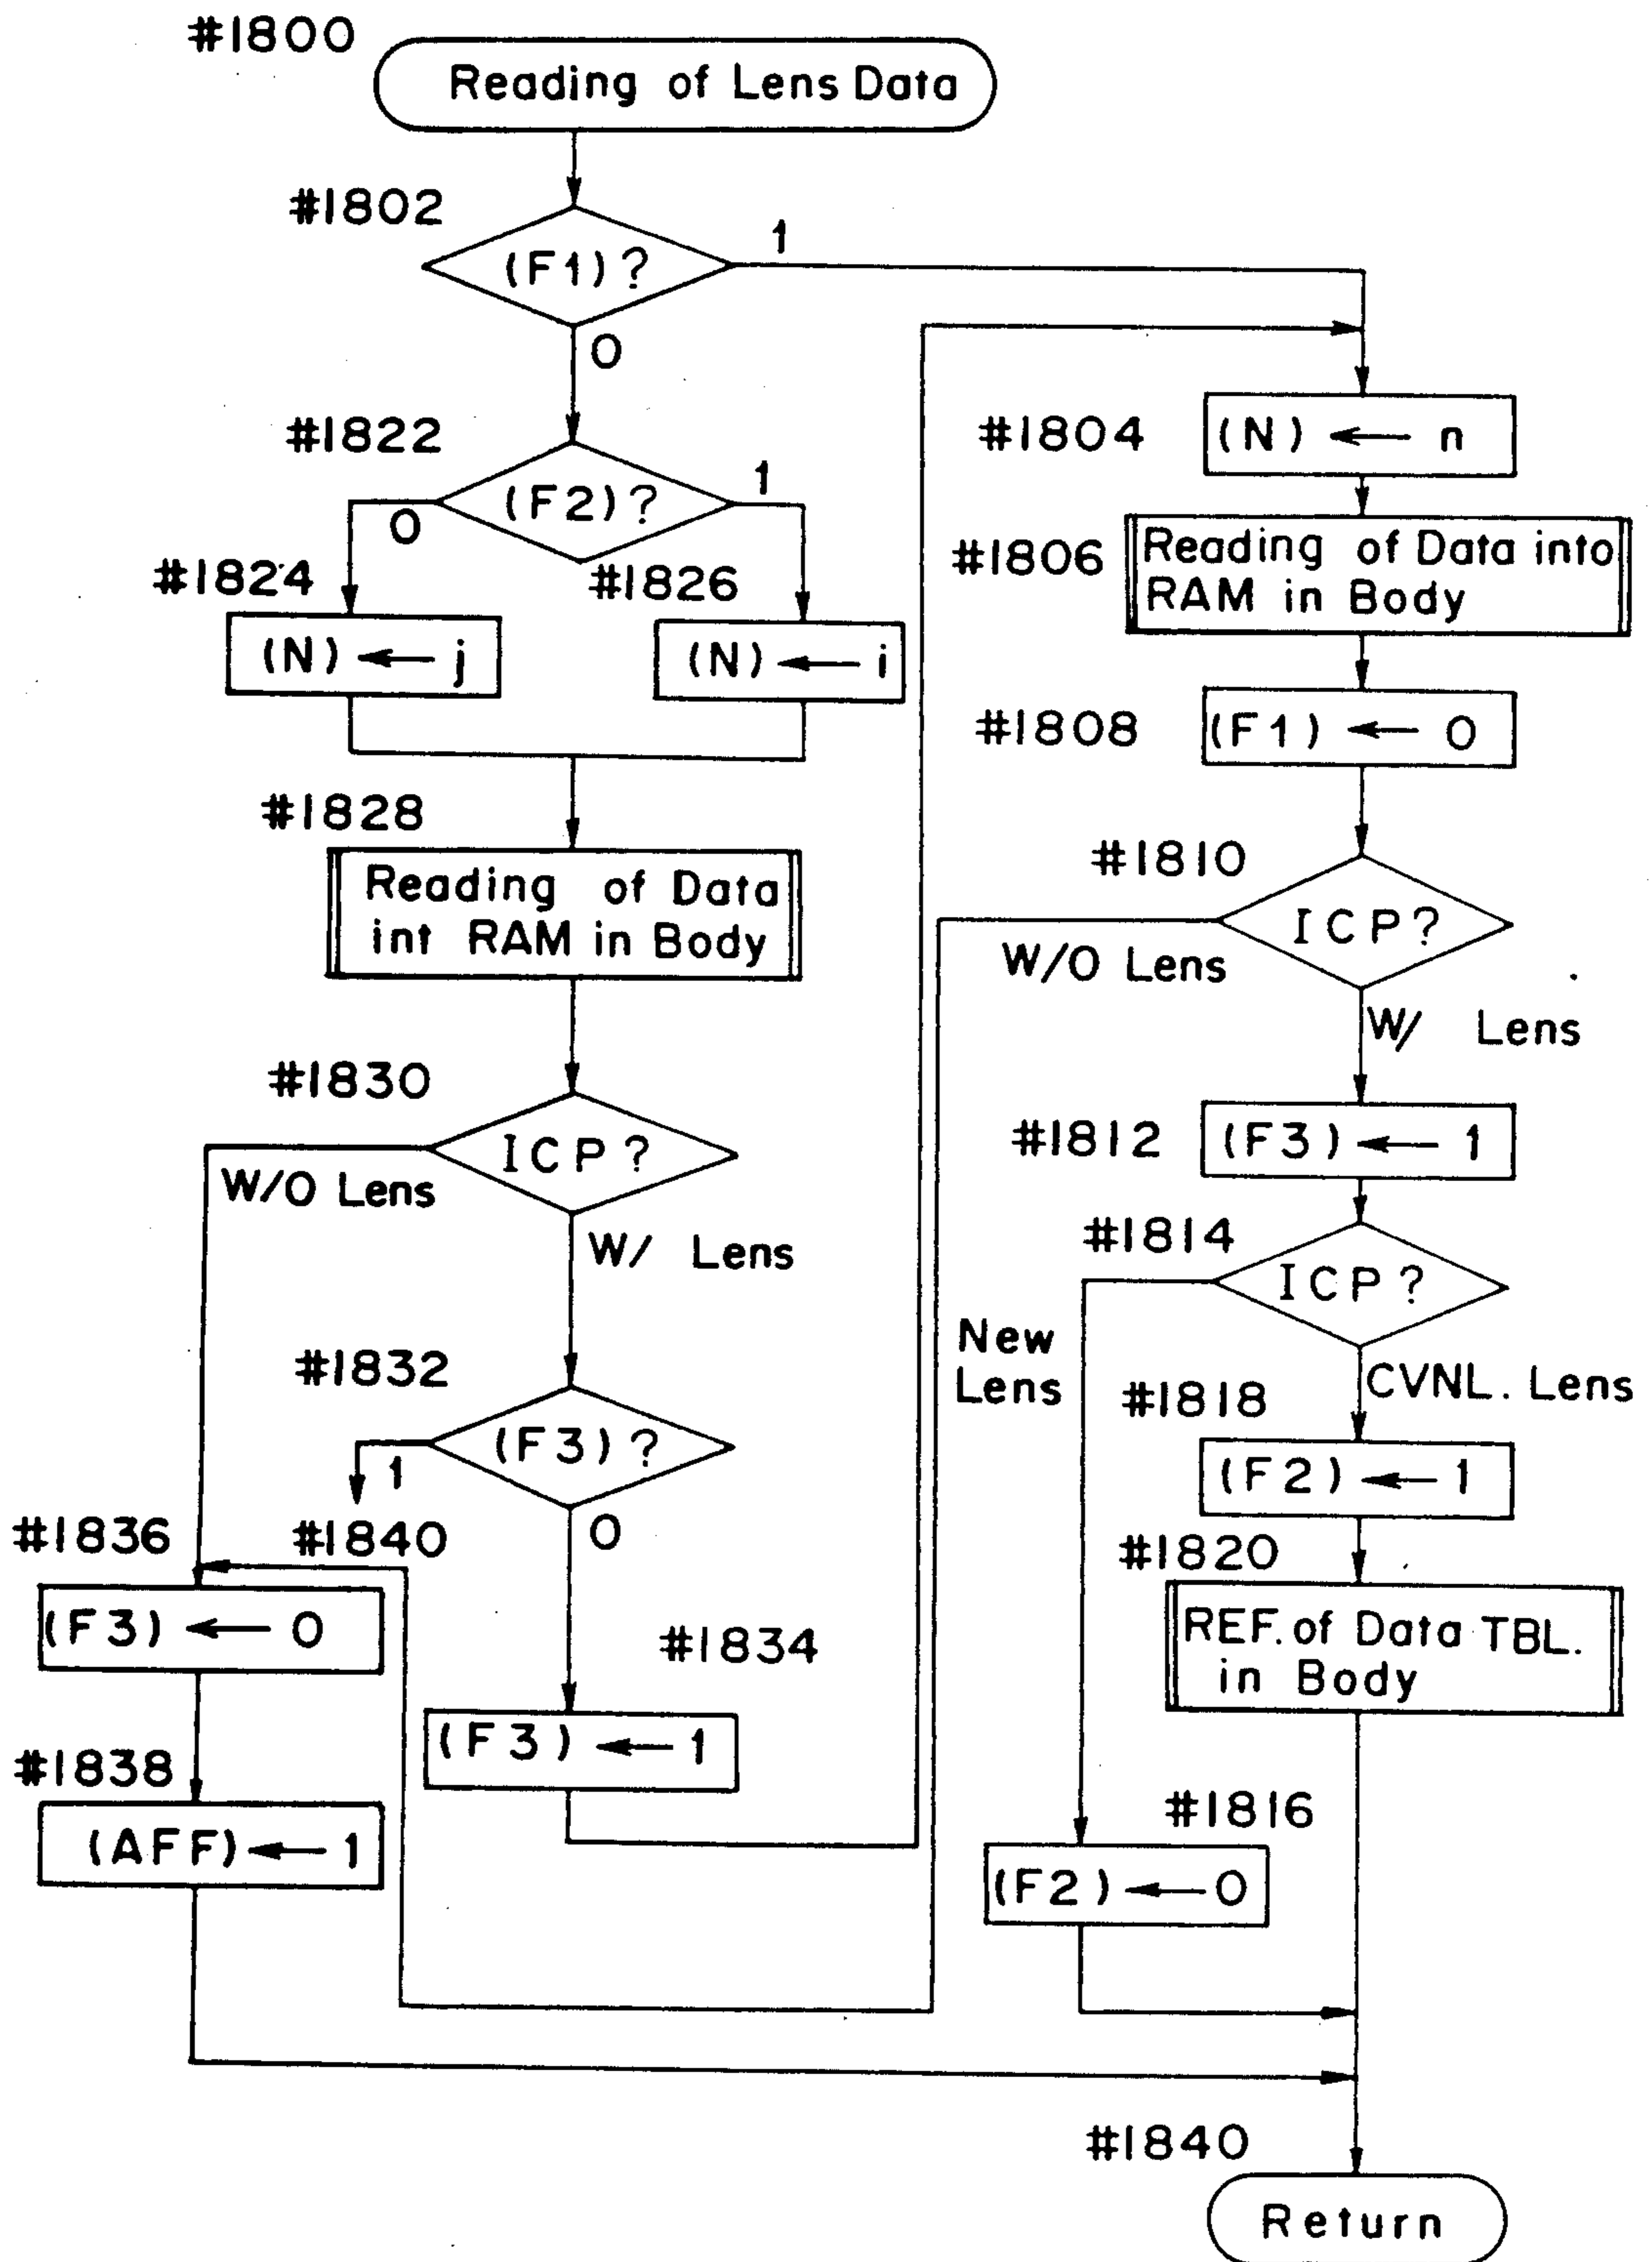 #1800
Reading of Lens Data
#1802
(F1)?
1
0
#1822
(F2)?
0
1
#1824
(N) ← j
#1826
(N) ← i
#1828
Reading of Data
int RAM in Body
#1830
ICP?
W/O Lens
W/ Lens
#1832
(F3)?
1
#1840
0
#1836
(F3) ← 0
#1834
(F3) ← 1
#1838
(AFF) ← 1
#1804
(N) ← n
#1806
Reading of Data into
RAM in Body
#1808
(F1) ← 0
#1810
ICP?
W/O Lens
W/ Lens
#1812
(F3) ← 1
#1814
ICP?
New
Lens
CVNL. Lens
#1818
(F2) ← 1
#1820
REF. of Data TBL.
in Body
#1816
(F2) ← 0
#1840
Return